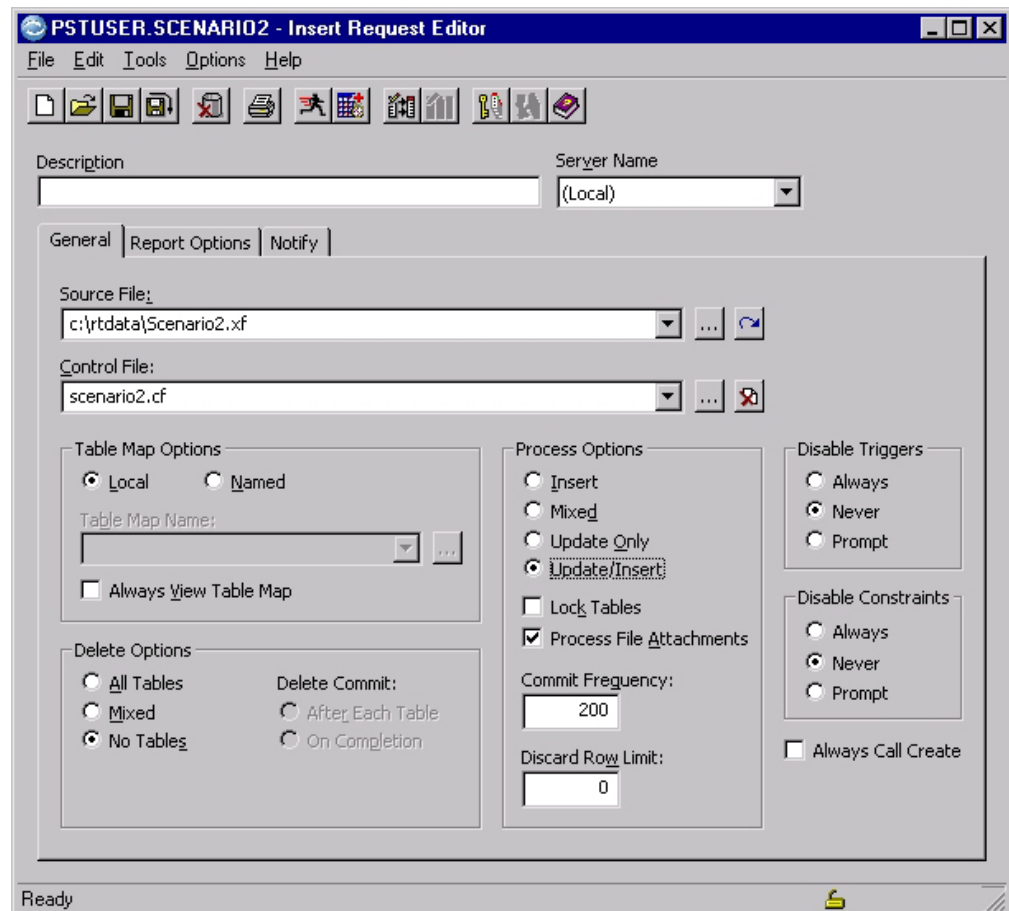 PSTUSER.SCENARIO2 - Insert Request Editor
File Edit Tools Options Help
Description
Server Name
(Local)
General Report Options Notify
Source File:
c:\rtdata\Scenario2.xf
...
Control File:
scenario2.cf
...
Table Map Options
Local Named
Table Map Name:
...
Always View Table Map
Delete Options
All Tables
Mixed
No Tables
Delete Commit:
After Each Table
On Completion
Process Options
Insert
Mixed
Update Only
Update/Insert
Lock Tables
Process File Attachments
Commit Frequency:
200
Discard Row Limit:
0
Disable Triggers
Always
Never
Prompt
Disable Constraints
Always
Never
Prompt
Always Call Create
Ready